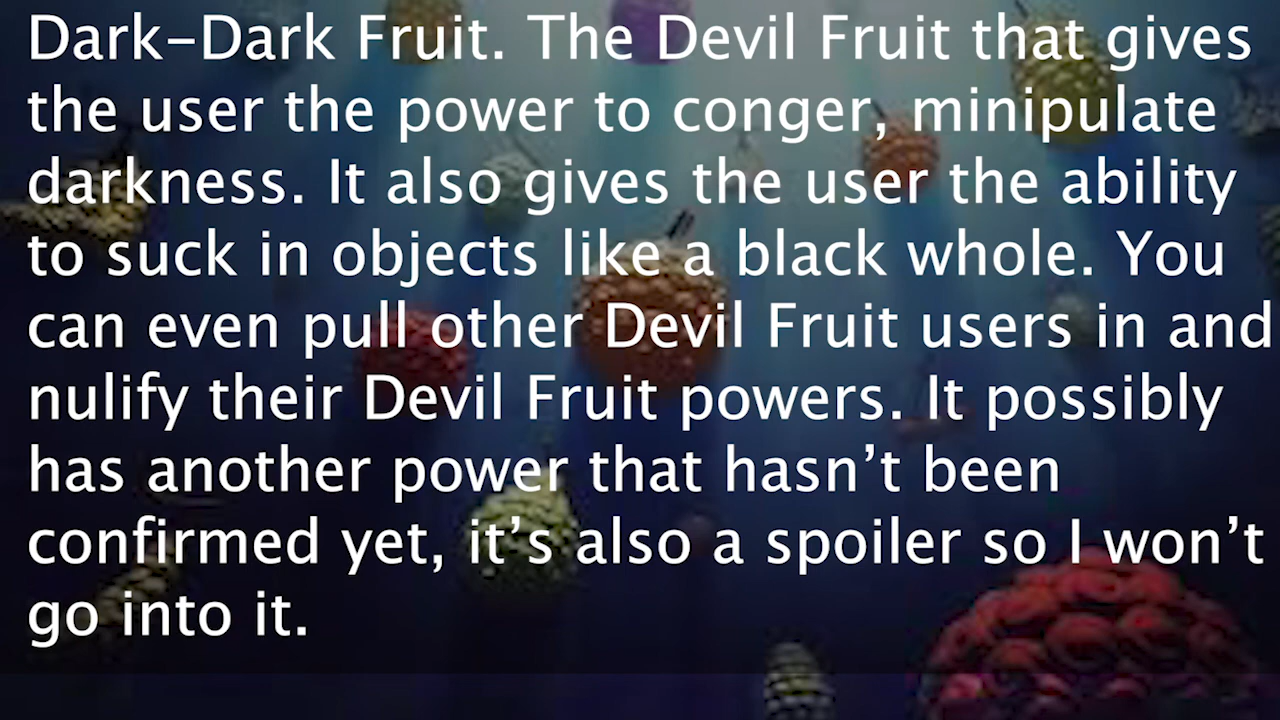 Dark-Dark Fruit. The Devil Fruit that gives
the user the power to conger, minipulate
darkness. It also gives the user the ability
to suck in objects like a black whole. You
can even pull other Devil Fruit users in and
nulify their Devil Fruit powers. It possibly
has another power that hasn’t been
confirmed yet, it’s also a spoiler so I won’t
go into it.